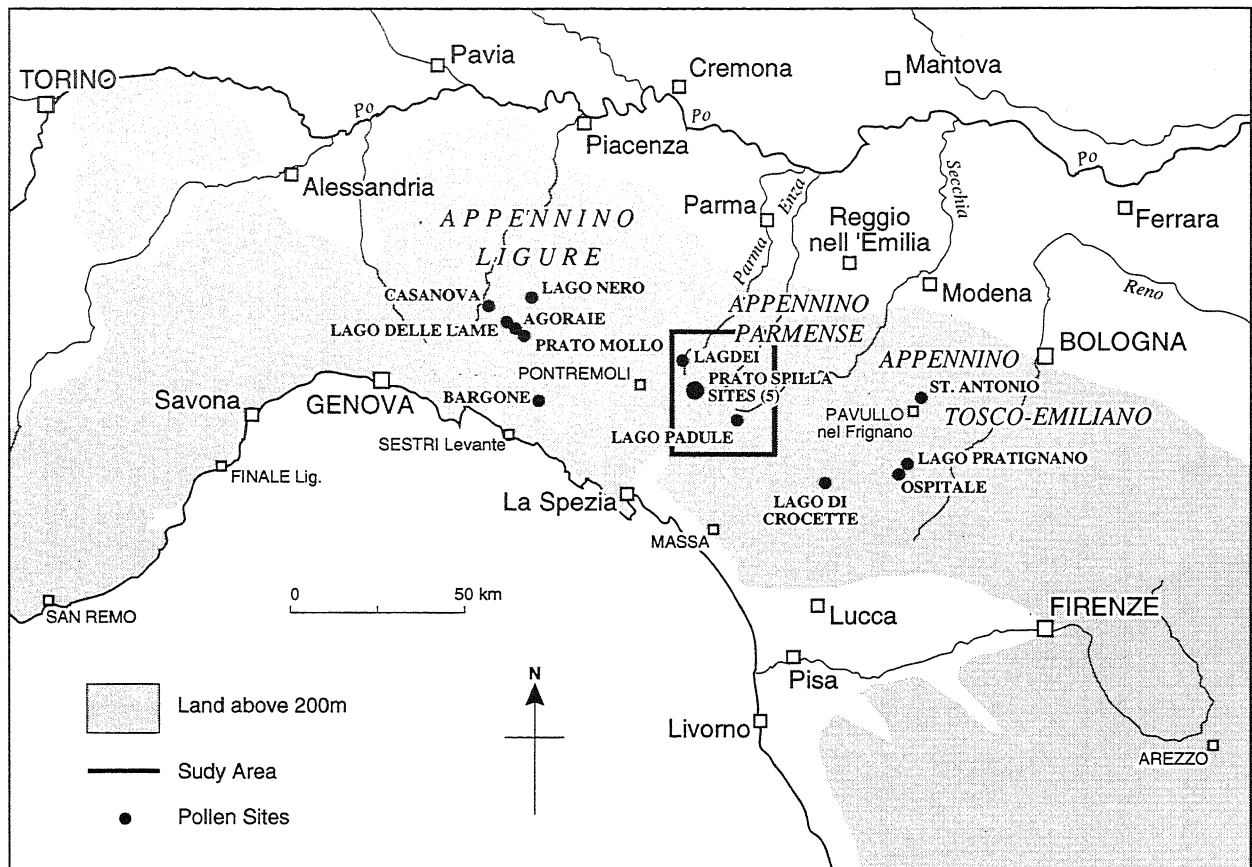 Pavia
Cremona
Mantova
TORINO
Po
Po
Piacenza
Po
Alessandria
Secchia
Enza
Parma
Ferrara
APPENNINO
LIGURE
Reggio
nell 'Emilia
Parma
Reno
CASANOVA
LAGO NERO
Modena
LAGO DELLE LAME
AGORAIE
PRATO MOLLO
APPENNINO
PARMENSE
BOLOGNA
LAGDEI
APPENNINO
PONTREMOLI
PRATO SPILLA
SITES (5)
ST. ANTONIO
Savona
GENOVA
BARGONE
PAVULLO
nel Frignano
TOSCO-EMILIANO
SESTRI Levante
LAGO PADULE
LAGO PRATIGNANO
FINALE Lig.
OSPITALE
La Spezia
LAGO DI
CROCETTE
MASSA
0
50 km
SAN REMO
Lucca
FIRENZE
N
Pisa
Land above 200m
Livorno
AREZZO
Sudy Area
Pollen Sites